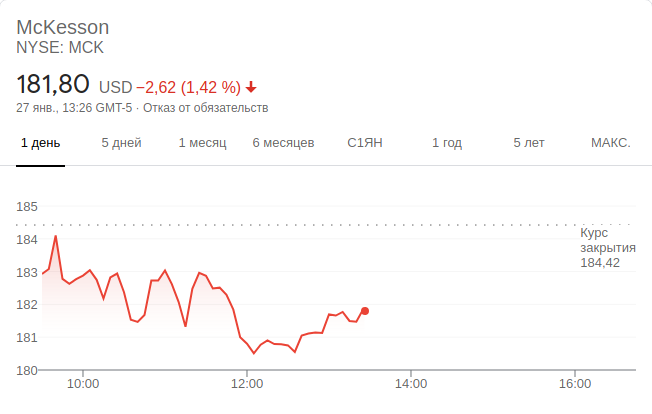 McKesson
NYSE: MCK
181,80 USD −2,62 (1,42 %)
27 янв., 13:26 GMT-5 · Отказ от обязательств
1 день 5 дней 1 месяц 6 месяцев С1ЯН 1 год 5 лет МАКС.
185
184
183
182
181
180
Курс
закрытия
184,42
10:00 12:00 14:00 16:00